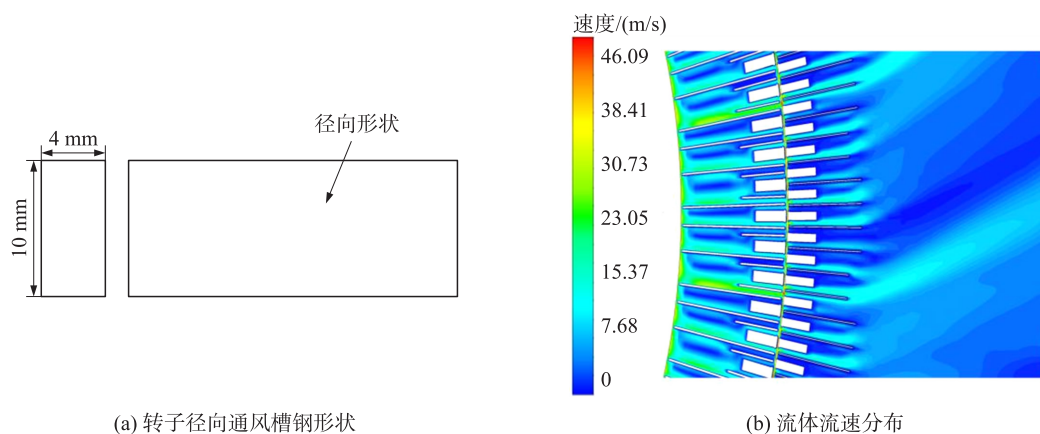 4 mm
10 mm
径向形状
(a) 转子径向通风槽钢形状
速度/(m/s)
46.09
38.41
30.73
23.05
15.37
7.68
0
(b) 流体流速分布